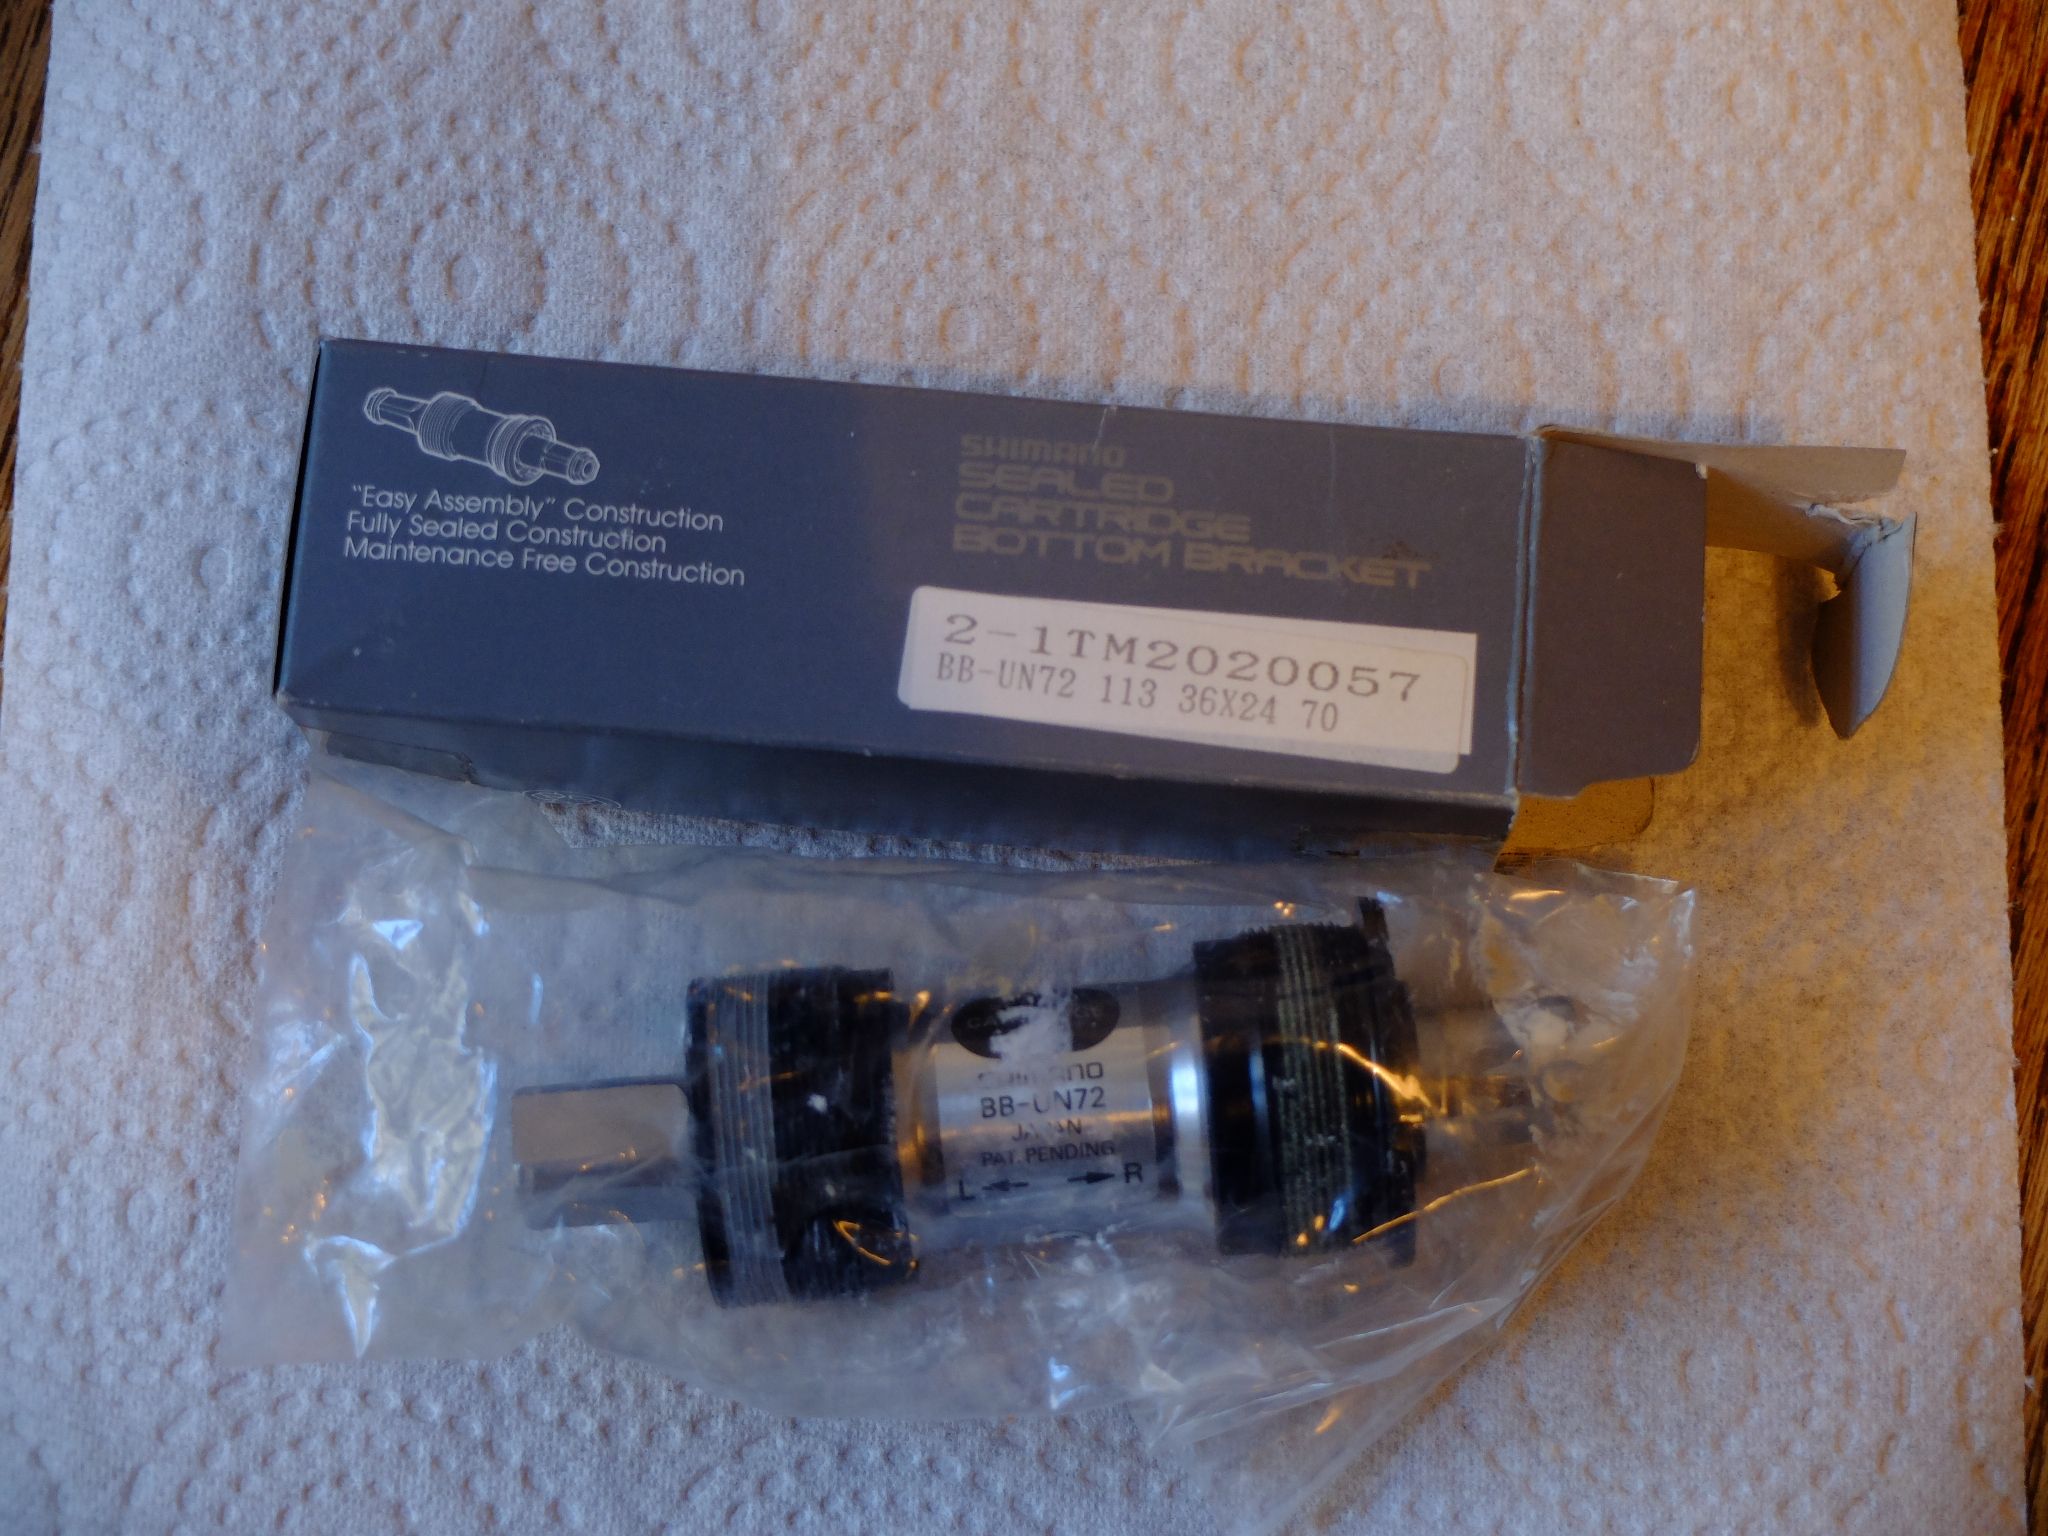 "Easy Assembly" Construction
Fully Sealed Construction
Maintenance Free Construction
SHIMANO
SEALED
CARTRIDGE
BOTTOM BRACKET
2-1TM2020057
BB-UN72 113 36X24 70
SHIMANO
BB-UN72
JAPAN
PAT. PENDING
L R